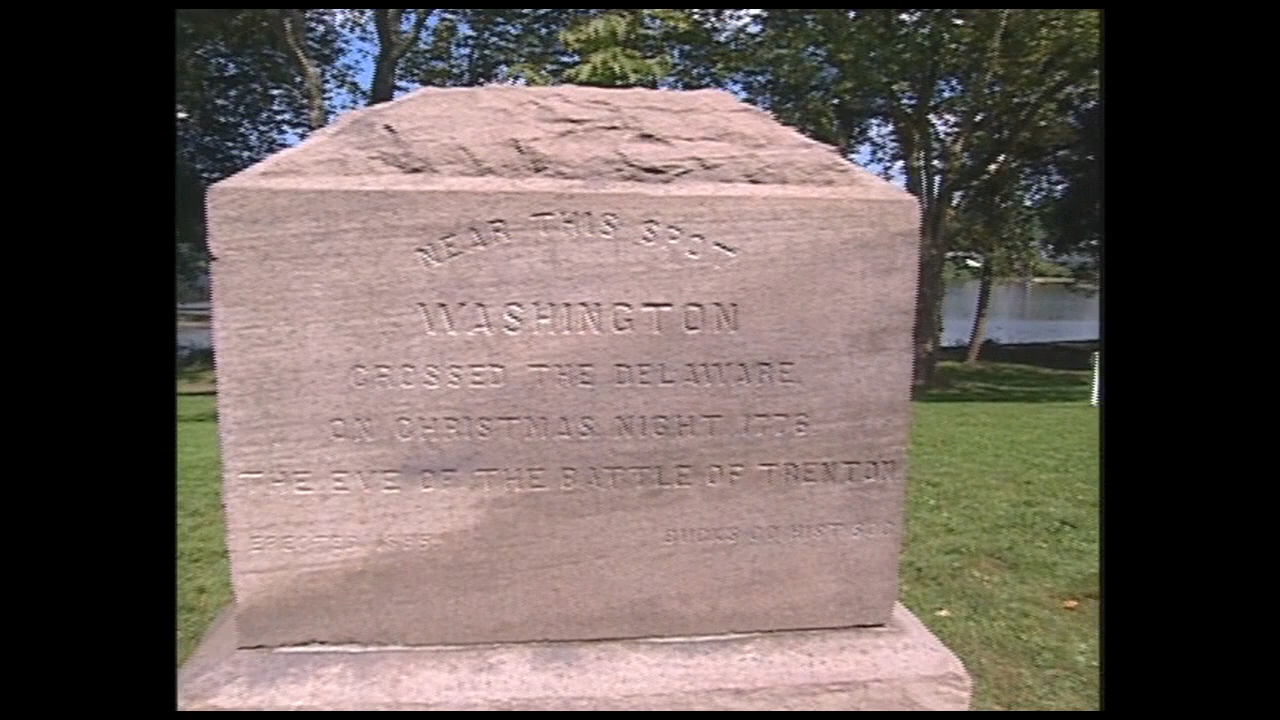 NEAR THIS SPOT
WASHINGTON
CROSSED THE DELAWARE
ON CHRISTMAS NIGHT 1776
THE EVE OF THE BATTLE OF TRENTON
ERECTED 1895
BUCKS CO. HIST. SOC.